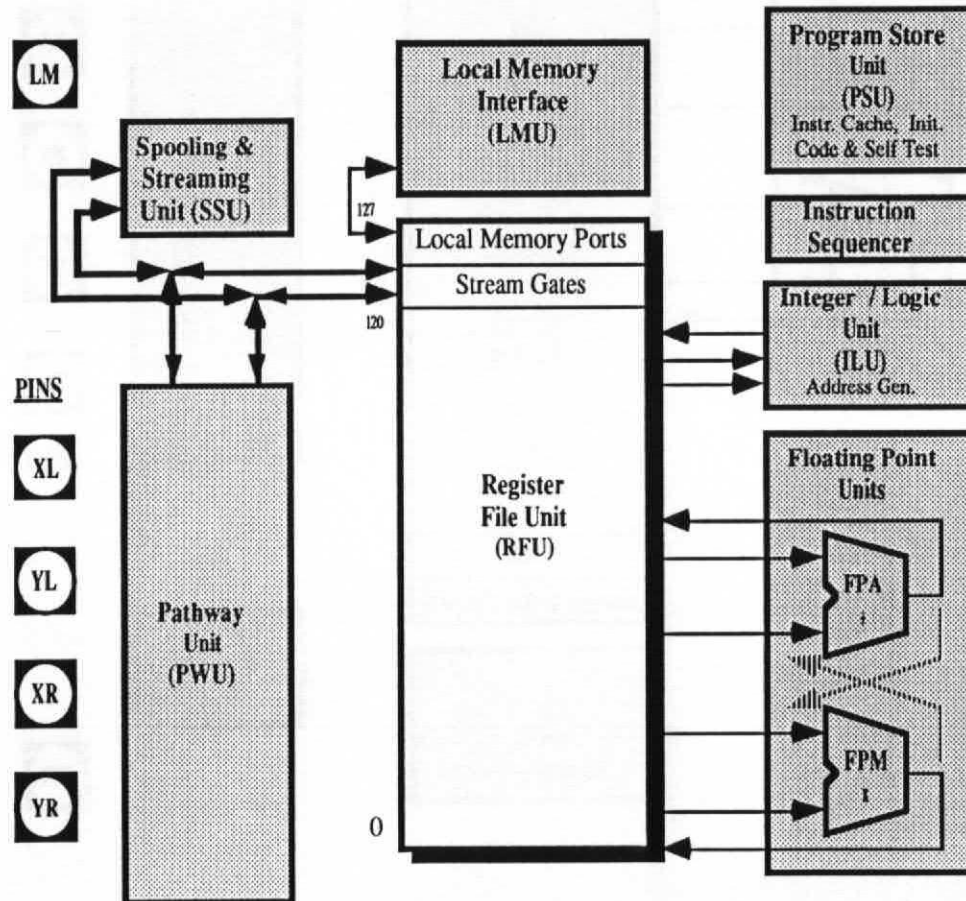 LM
Local Memory
Interface
(LMU)
Program Store
Unit
(PSU)
Instr. Cache, Init.
Code & Self Test
Spooling &
Streaming
Unit (SSU)
127
Local Memory Ports
Stream Gates
120
Instruction
Sequencer
Integer / Logic
Unit
(ILU)
Address Gen.
PINS
XL
YL
XR
YR
Pathway
Unit
(PWU)
Register
File Unit
(RFU)
0
Floating Point
Units
FPA
FPM